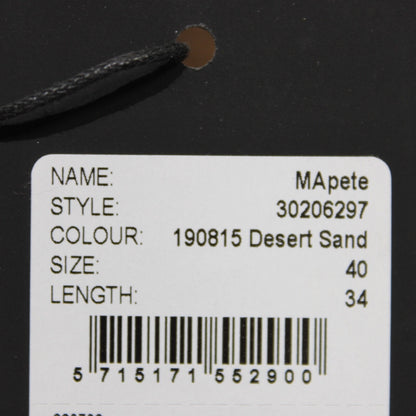 NAME: MApete
STYLE: 30206297
COLOUR: 190815 Desert Sand
SIZE: 40
LENGTH: 34
5 715171 552900